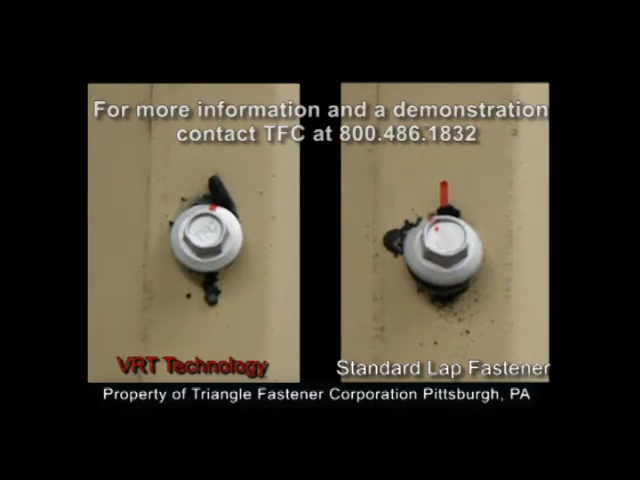 For more information and a demonstration
contact TFC at 800.486.1832
VRT Technology
Standard Lap Fastener
Property of Triangle Fastener Corporation Pittsburgh, PA